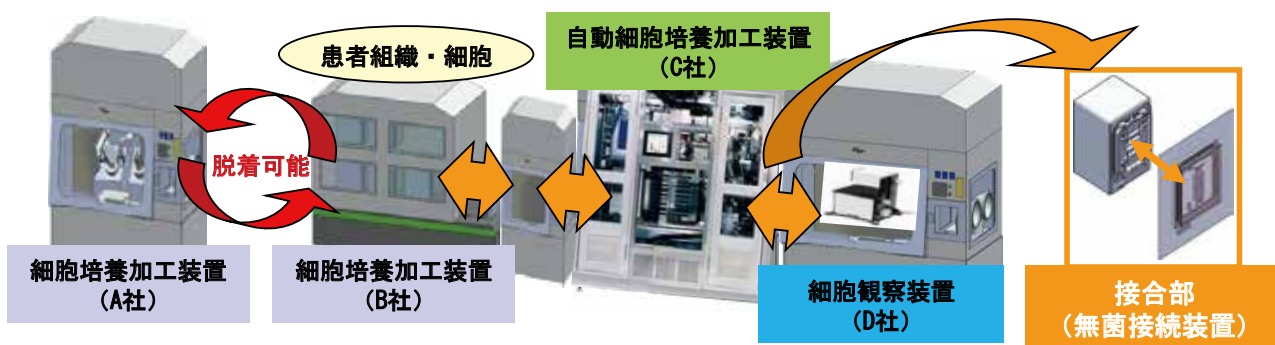 患者組織・細胞
自動細胞培養加工装置
(C社)
脱着可能
細胞培養加工装置
(A社)
細胞培養加工装置
(B社)
細胞観察装置
(D社)
接合部
(無菌接続装置)